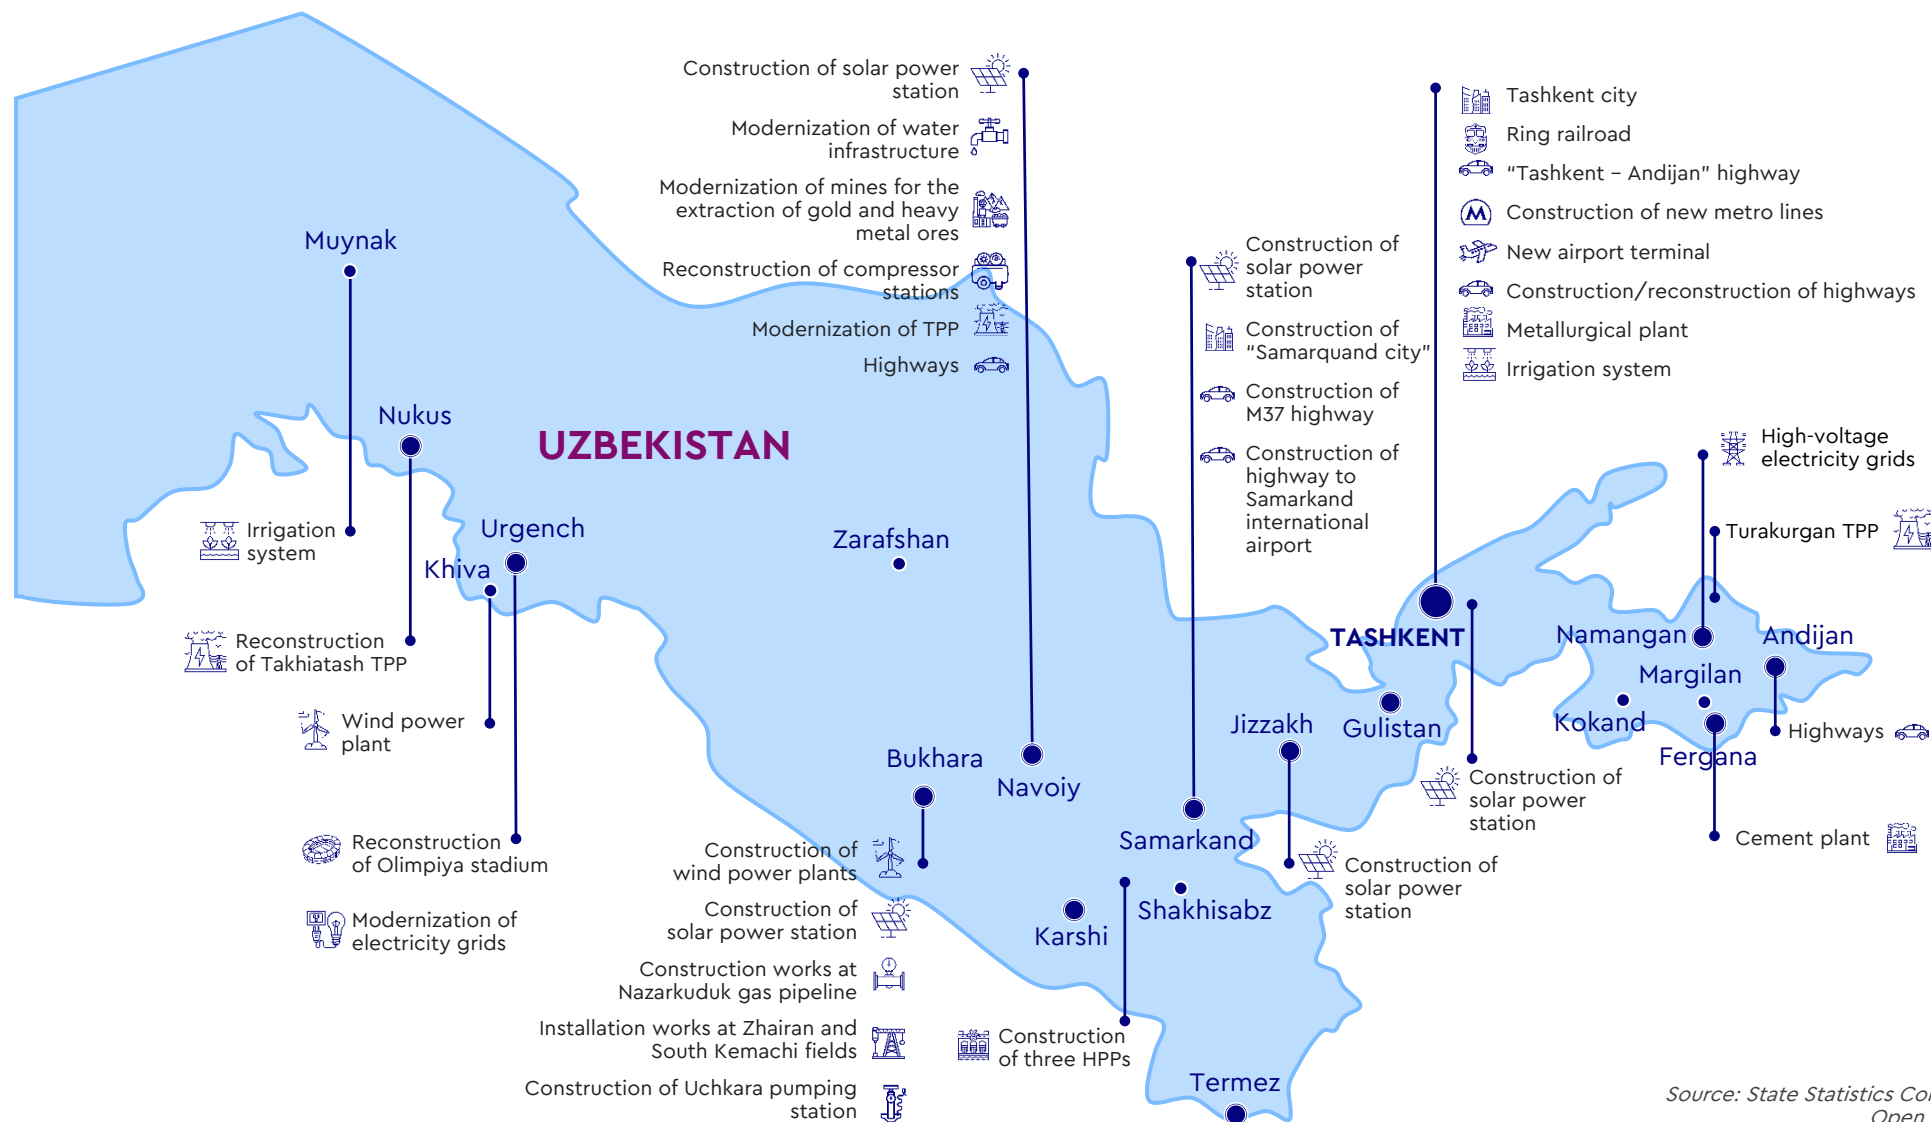 Construction of solar power
station
Modernization of water
infrastructure
Modernization of mines for the
extraction of gold and heavy
metal ores
Reconstruction of compressor
stations
Modernization of TPP
Highways
Tashkent city
Ring railroad
“Tashkent – Andijan” highway
Construction of new metro lines
New airport terminal
Construction/reconstruction of highways
Metallurgical plant
Irrigation system
Construction of
solar power
station
Construction of
“Samarquand city”
Construction of
M37 highway
Construction of
highway to
Samarkand
international
airport
High-voltage
electricity grids
Turakurgan TPP
Muynak
Nukus
UZBEKISTAN
Irrigation
system
Urgench
Khiva
Zarafshan
Reconstruction
of Takhiatash TPP
Wind power
plant
TASHKENT
Namangan
Andijan
Margilan
Kokand
Fergana
Highways
Gulistan
Jizzakh
Bukhara
Navoiy
Construction of
solar power
station
Samarkand
Cement plant
Reconstruction
of Olimpiya stadium
Modernization of
electricity grids
Construction of
wind power plants
Construction of
solar power station
Construction works at
Nazarkuduk gas pipeline
Installation works at Zhairan and
South Kemachi fields
Construction of Uchkara pumping
station
Construction of
solar power
station
Shakhisabz
Karshi
Construction
of three HPPs
Termez
Source: State Statistics
Open